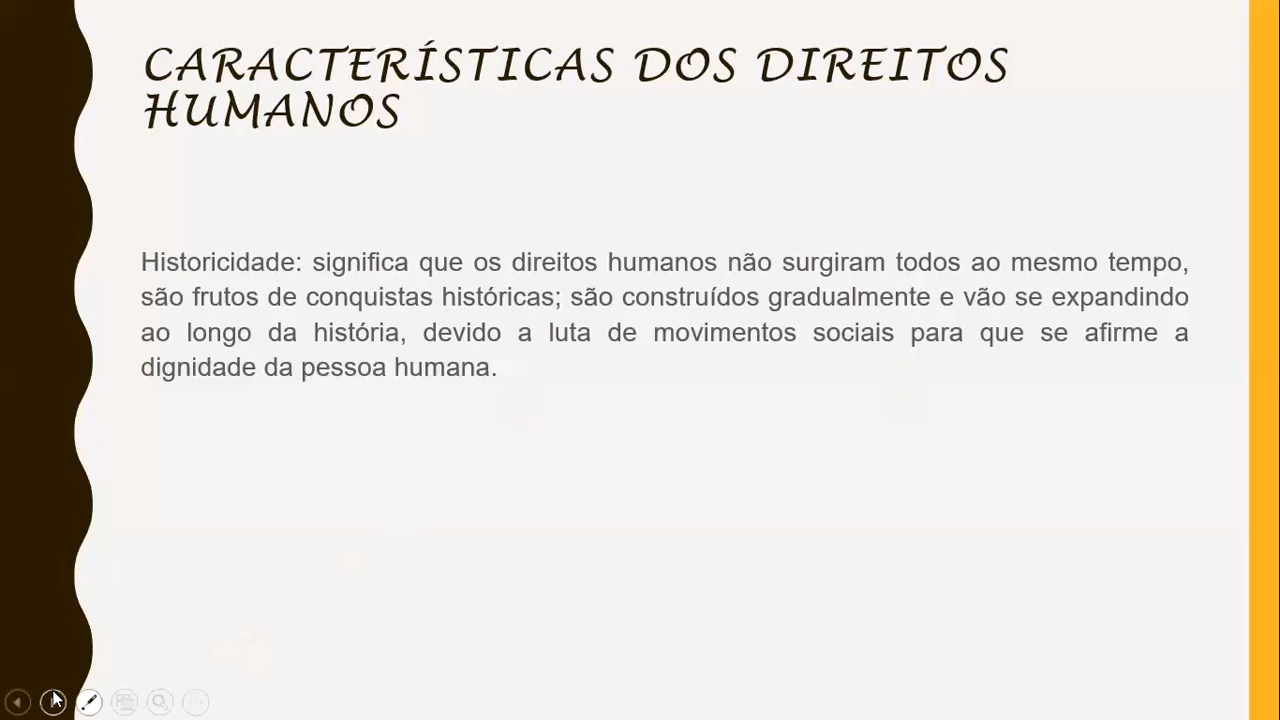 CARACTERÍSTICAS DOS DIREITOS
HUMANOS
Historicidade: significa que os direitos humanos não surgiram todos ao mesmo tempo,
são frutos de conquistas históricas; são construídos gradualmente e vão se expandindo
ao longo da história, devido a luta de movimentos sociais para que se afirme a
dignidade da pessoa humana.